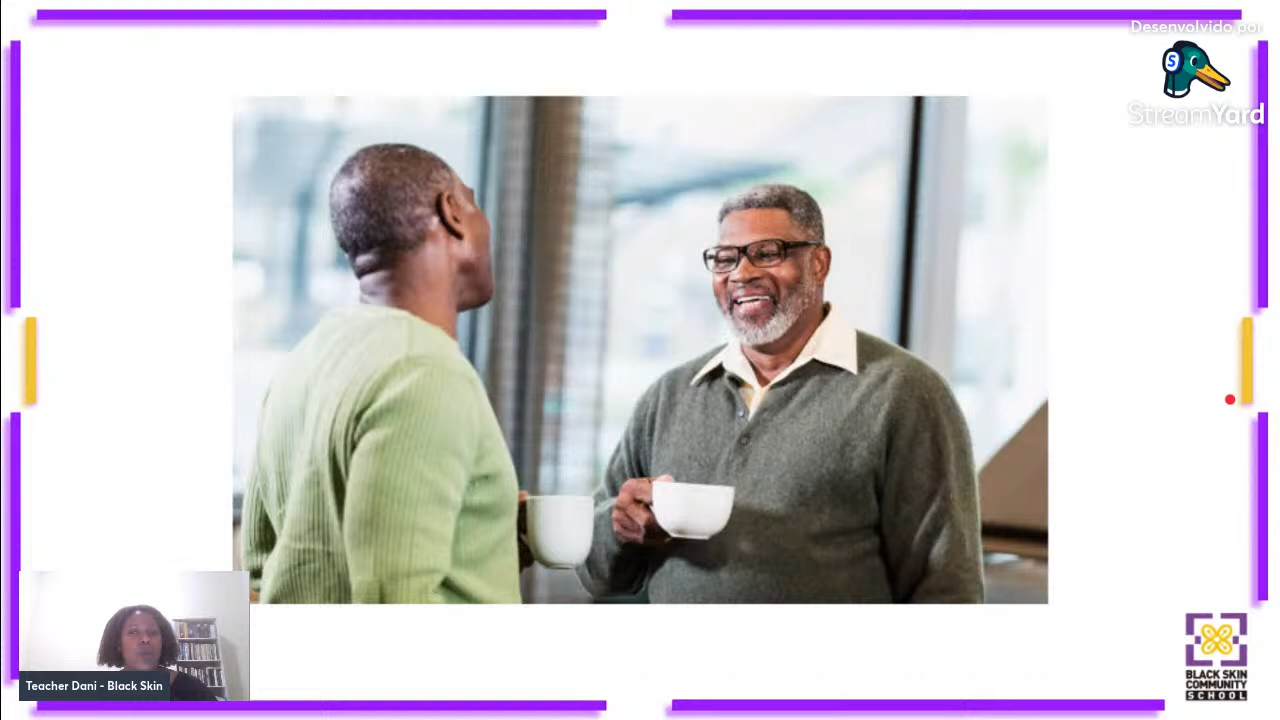 Desenvolvido por
S
StreamYard
Teacher Dani - Black Skin
BLACK SKIN
COMMUNITY
SCHOOL